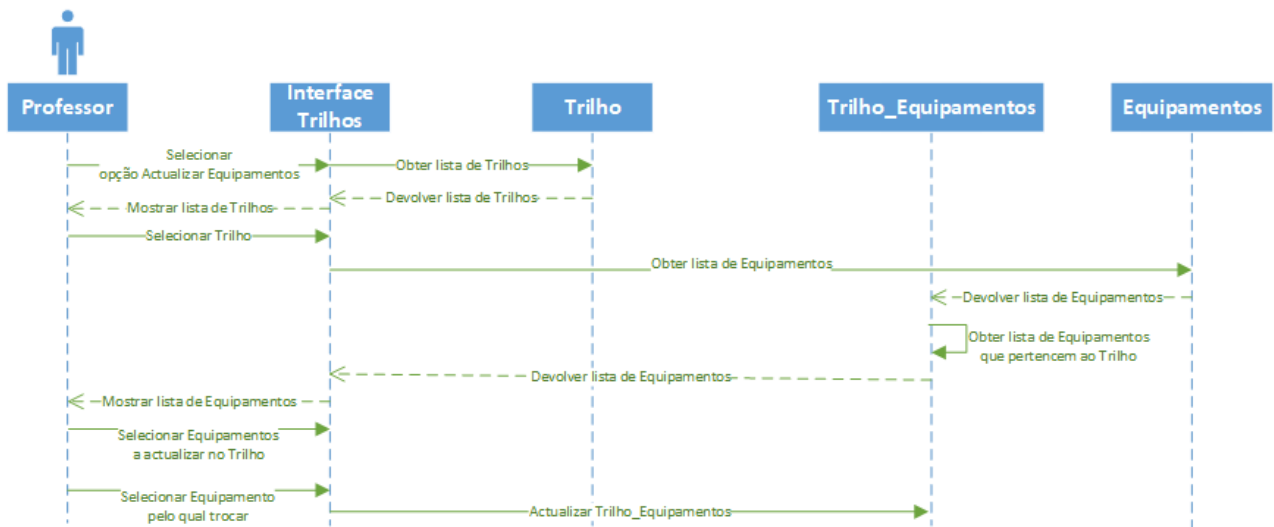 Professor
Interface
Trilhos
Trilho
Trilho_Equipamentos
Equipamentos
Selecionar
opção Actualizar Equipamentos
Obter lista de Trilhos
Devolver lista de Trilhos
Mostrar lista de Trilhos
Selecionar Trilho
Obter lista de Equipamentos
Devolver lista de Equipamentos
Obter lista de Equipamentos
que pertencem ao Trilho
Devolver lista de Equipamentos
Mostrar lista de Equipamentos
Selecionar Equipamentos
a actualizar no Trilho
Selecionar Equipamento
pelo qual trocar
Actualizar Trilho_Equipamentos